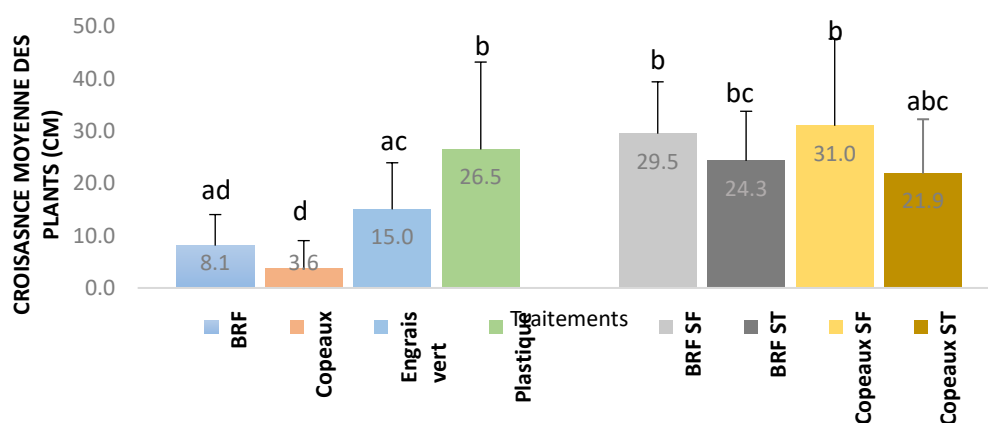 CROISASNCE MOYENNE DES
PLANTS (CM)
50.0
40.0
30.0
20.0
10.0
0.0
ad
d
ac
b
b
bc
b
abc
8.1
3.6
15.0
26.5
29.5
24.3
31.0
21.9
BRF
Copeaux
Engrais
vert
Plastique
Traitements
BRF SF
BRF ST
Copeaux SF
Copeaux ST